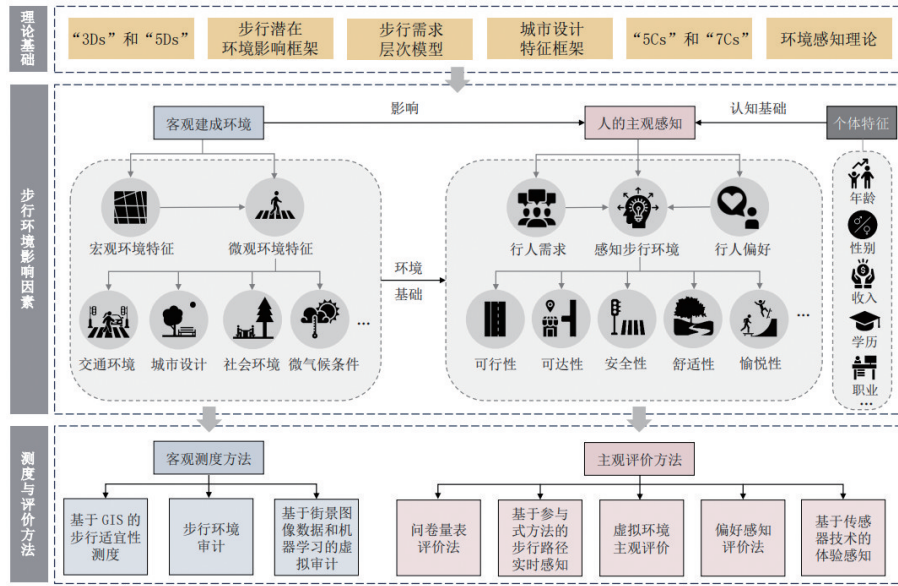 理论基础
“3Ds”和“5Ds”
步行潜在
环境影响框架
步行需求
层次模型
城市设计
特征框架
“5Cs”和“7Cs”
环境感知理论
步行环境影响因素
客观建成环境
影响
人的主观感知
认知基础
个体特征
宏观环境特征
微观环境特征
交通环境
城市设计
社会环境
微气候条件
…
环境
基础
行人需求
感知步行环境
行人偏好
可行性
可达性
安全性
舒适性
愉悦性
…
年龄
性别
收入
学历
职业
…
测度与评价方法
客观测度方法
基于 GIS 的
步行适宜性
测度
步行环境
审计
基于街景图
像数据和机
器学习的虚
拟审计
主观评价方法
问卷量表
评价法
基于参与
式方法的
步行路径
实时感知
虚拟环境
主观评价
偏好感知
评价法
基于传感
器技术的
体验感知